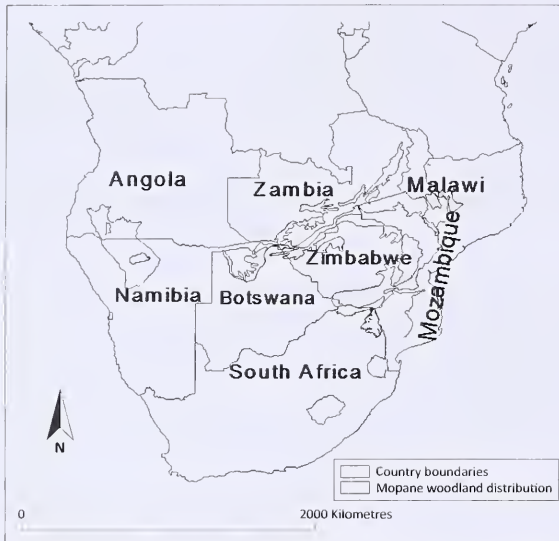 Angola
Zambia
Malawi
Zimbabwe
Mozambique
Namibia
Botswana
South Africa
N
Country boundaries
Mopane woodland distribution
0 2000 Kilometres